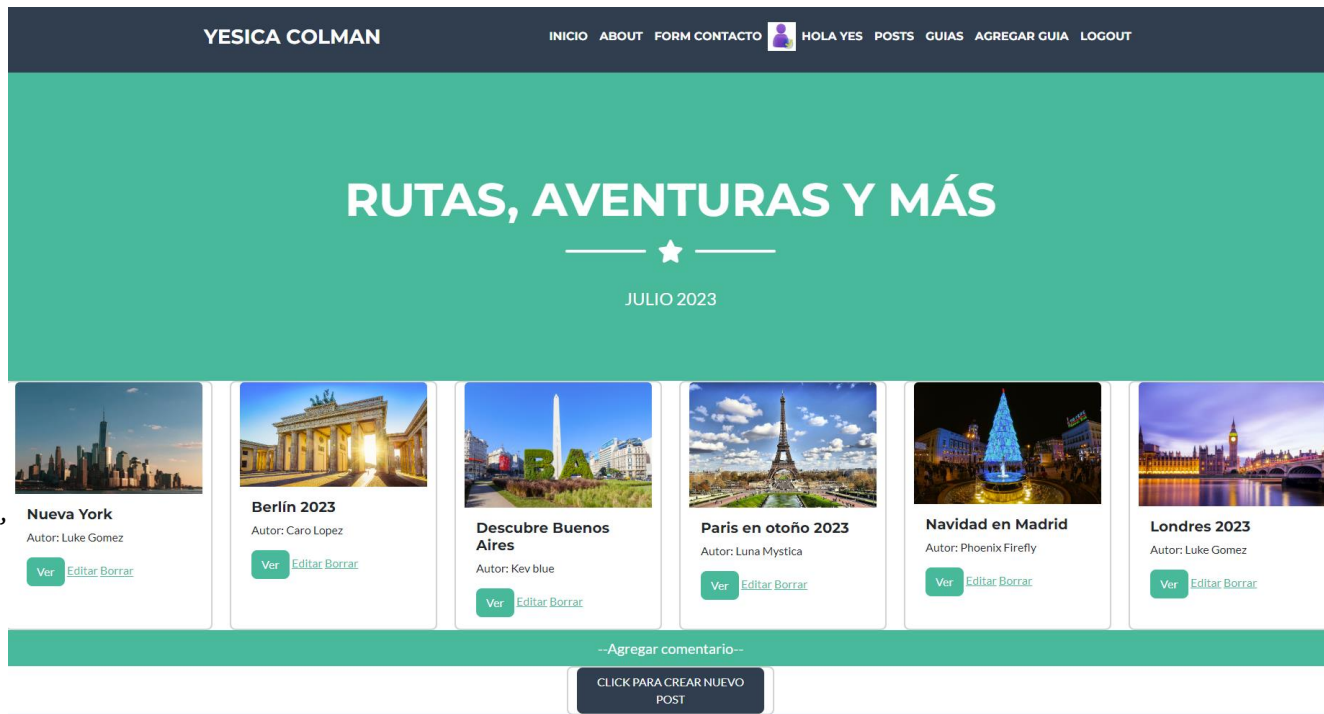 YESICA COLMAN
INICIO ABOUT FORM CONTACTO HOLA YES POSTS GUIAS AGREGAR GUIA LOGOUT
RUTAS, AVENTURAS Y MÁS
JULIO 2023
,
Nueva York
Autor: Luke Gomez
Ver Editar Borrar
Berlín 2023
Autor: Caro Lopez
Ver Editar Borrar
BA
Descubre Buenos
Aires
Autor: Kev blue
Ver Editar Borrar
Paris en otoño 2023
Autor: Luna Mystica
Ver Editar Borrar
Navidad en Madrid
Autor: Phoenix Firefly
Ver Editar Borrar
Londres 2023
Autor: Luke Gomez
Ver Editar Borrar
--Agregar comentario--
CLICK PARA CREAR NUEVO
POST